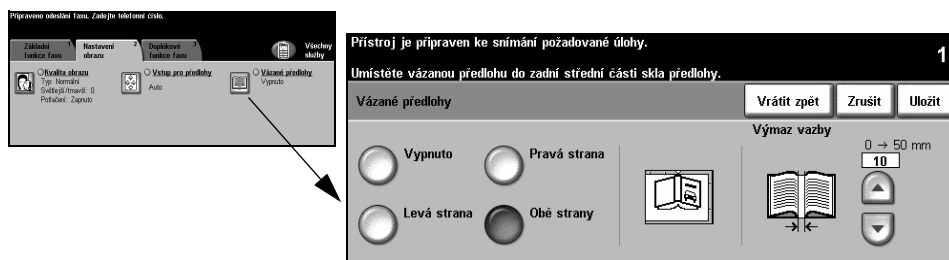 Připraveno odeslání faxu. Zadejte telefonní číslo.
Základní funkce faxu
1
Nastavení obrazu
2
Doplňkové funkce faxu
3
Všechny služby
Kvalita obrazu
Typ: Normální
Světlejší/tmavší: 0
Potlačení: Zapnuto
Vstup pro předlohy
Auto
Vázané předlohy
Vypnuto
Přístroj je připraven ke snímání požadované úlohy.
1
Umístěte vázanou předlohu do zadní střední části skla předlohy.
Vázané předlohy
Vrátit zpět
Zrušit
Uložit
Vypnuto
Pravá strana
Levá strana
Obě strany
Výmaz vazby
0 → 50 mm
10